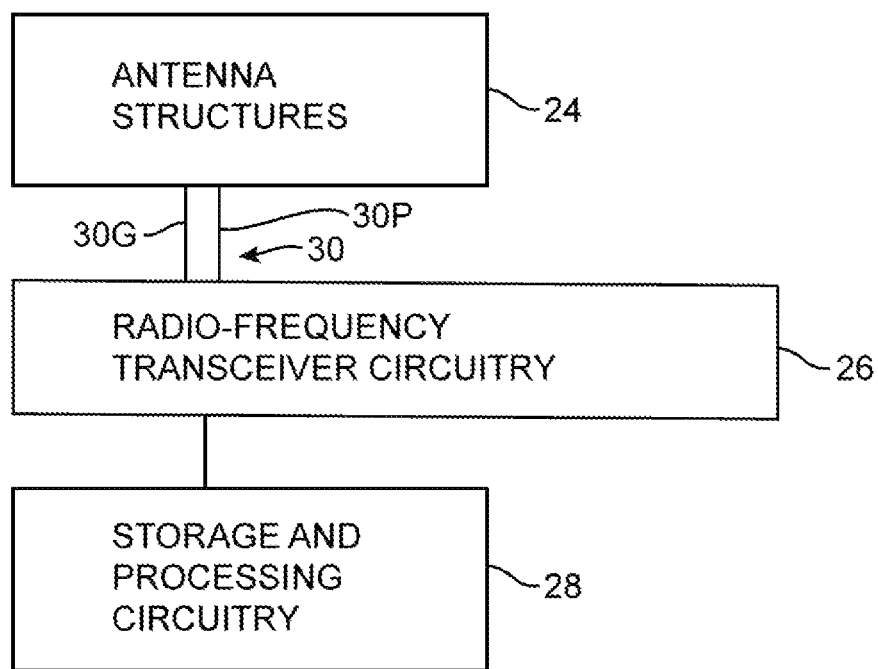 ANTENNA
STRUCTURES
24
30G
30P
30
RADIO-FREQUENCY
TRANSCEIVER CIRCUITRY
26
STORAGE AND
PROCESSING
CIRCUITRY
28